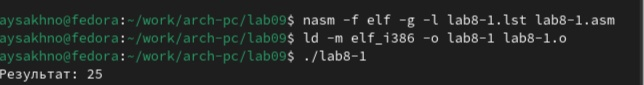 aysakhno@fedora:~/work/arch-pc/lab09$ nasm -f elf -g -l lab8-1.lst lab8-1.asm
aysakhno@fedora:~/work/arch-pc/lab09$ ld -m elf_i386 -o lab8-1 lab8-1.o
aysakhno@fedora:~/work/arch-pc/lab09$ ./lab8-1
Результат: 25